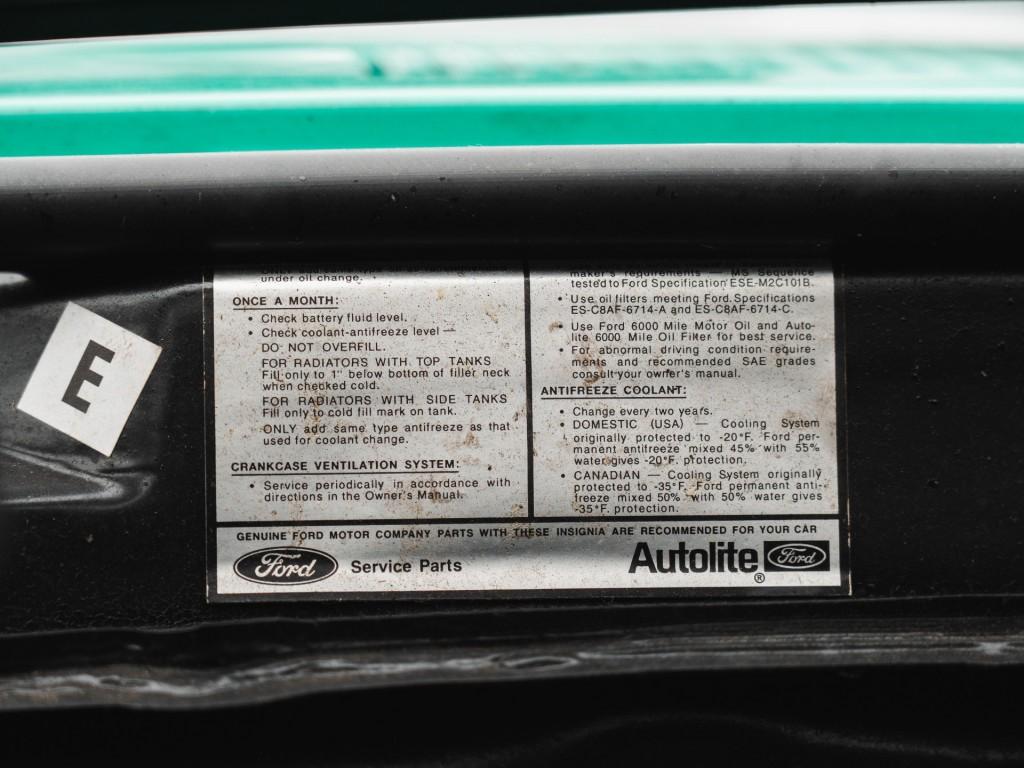 E
under oil change.
ONCE A MONTH:
• Check battery fluid level.
• Check coolant-antifreeze level —
DO NOT OVERFILL.
FOR RADIATORS WITH TOP TANKS
Fill only to 1" below bottom of filler neck
when checked cold.
FOR RADIATORS WITH SIDE TANKS
Fill only to cold fill mark on tank.
ONLY add same type antifreeze as that
used for coolant change.
CRANKCASE VENTILATION SYSTEM:
• Service periodically in accordance with
directions in the Owner's Manual.
maker's requirements — MS Sequence
tested to Ford Specification ESE-M2C101B.
• Use oil filters meeting Ford Specifications
ES-C8AF-6714-A and ES-C8AF-6714-C.
• Use Ford 6000 Mile Motor Oil and Auto-
lite 6000 Mile Oil Filter for best service.
• For abnormal driving condition require-
ments and recommended SAE grades
consult your owner's manual.
ANTIFREEZE COOLANT:
• Change every two years.
• DOMESTIC (USA) — Cooling System
originally protected to -20°F. Ford per-
manent antifreeze mixed 45% with 55%
water gives -20°F. protection.
• CANADIAN — Cooling System originally
protected to -35°F. Ford permanent anti-
freeze mixed 50% with 50% water gives
-35°F. protection.
GENUINE FORD MOTOR COMPANY PARTS WITH THESE INSIGNIA ARE RECOMMENDED FOR YOUR CAR
Ford Service Parts
Autolite® Ford